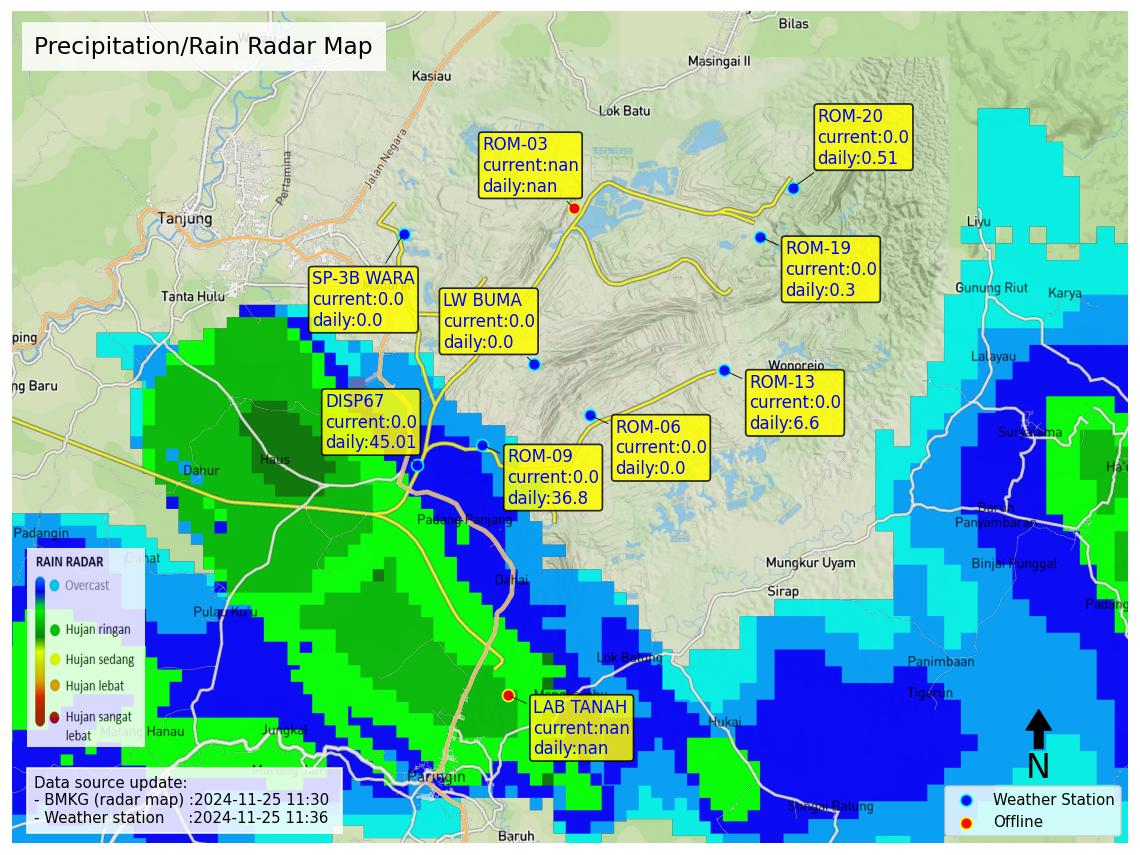 Precipitation/Rain Radar Map
Bilas
Masingai II
Kasiau
Lok Batu
Jalan Negara
Pertamina
ROM-20
current:0.0
daily:0.51
ROM-03
current:nan
daily:nan
Tanjung
Liyu
ROM-19
current:0.0
daily:0.3
SP-3B WARA
current:0.0
daily:0.0
LW BUMA
current:0.0
daily:0.0
Tanta Hulu
Gunung Riut
Karya
ping
ng Baru
Lalayau
Wonorejo
ROM-13
current:0.0
daily:6.6
DISP67
current:0.0
daily:45.01
ROM-06
current:0.0
daily:0.0
ROM-09
current:0.0
daily:36.8
Haus
Dahur
Suryatama
Ha'u
Padang Panjang
Padangin
Buran
Panyambaran
Binjai Punggal
Mungkur Uyam
Sirap
Dahai
Pulau Ku'u
Padang
RAIN RADAR
Overcast
Hujan ringan
Hujan sedang
Hujan lebat
Hujan sangat
lebat
Lok Batung
Panimbaan
Tigarun
LAB TANAH
current:nan
daily:nan
Hukai
Matang Hanau
Jungkal
Paringin
Sungai Batung
Baruh
N
Data source update:
- BMKG (radar map) :2024-11-25 11:30
- Weather station :2024-11-25 11:36
Weather Station
Offline